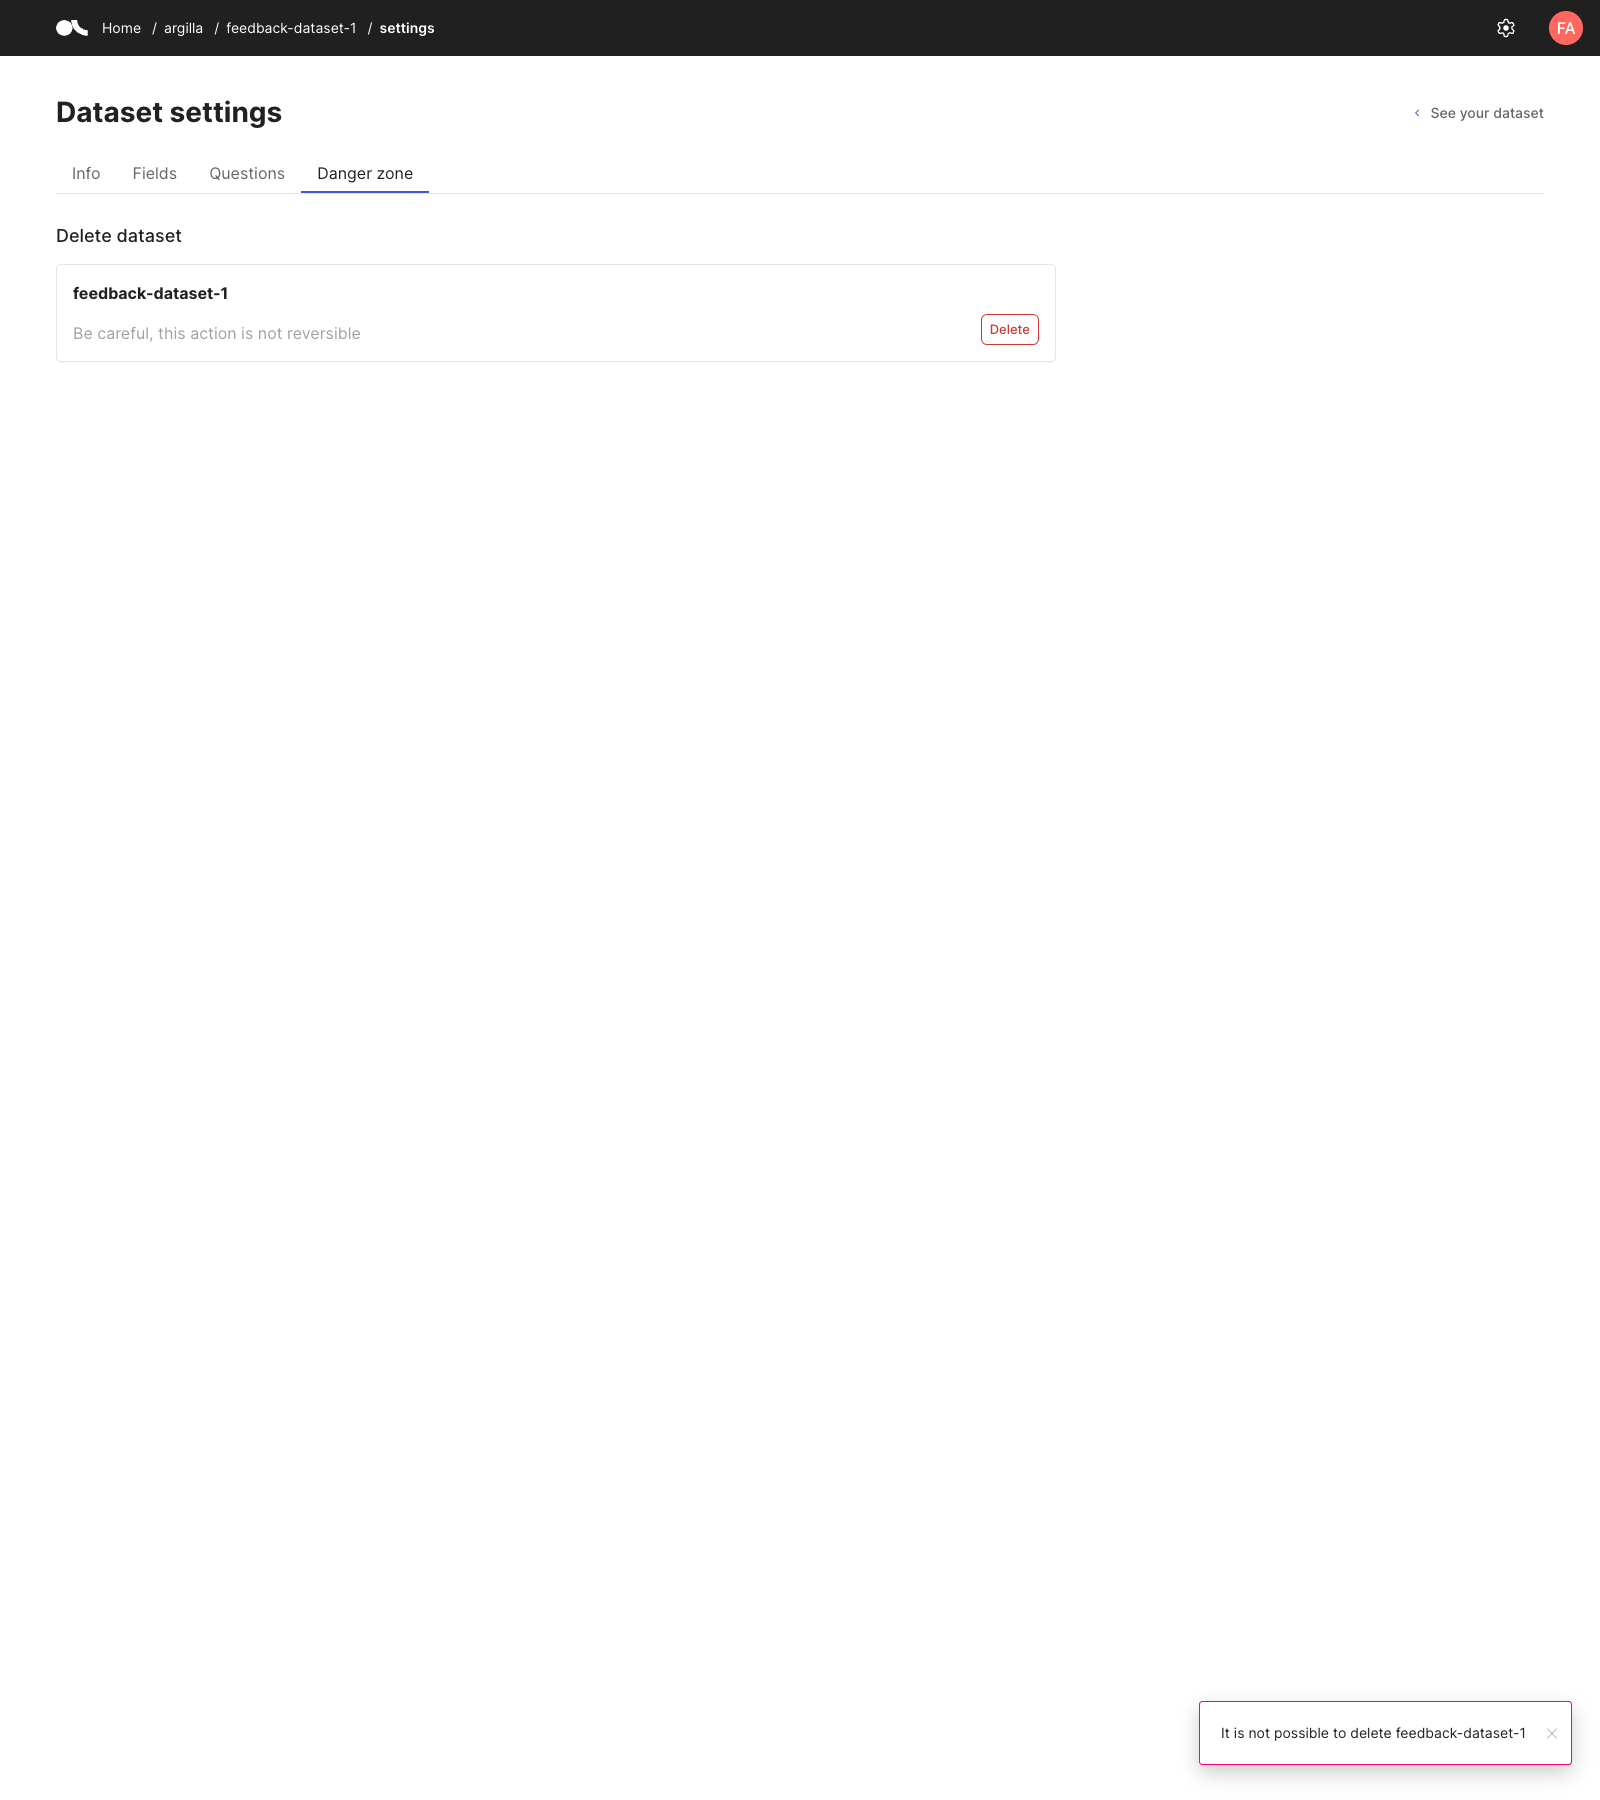 Home / argilla / feedback-dataset-1 / settings
FA
Dataset settings
See your dataset
Info Fields Questions Danger zone
Delete dataset
feedback-dataset-1
Be careful, this action is not reversible
Delete
It is not possible to delete feedback-dataset-1